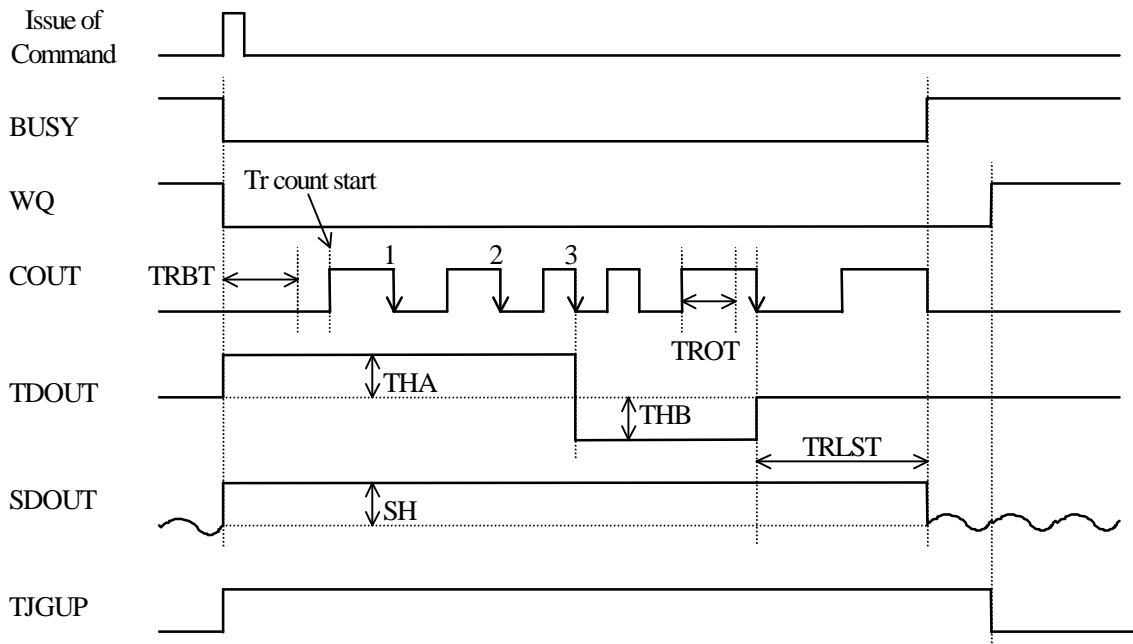 Issue of
Command
BUSY
WQ
Tr count start
COUT
TRBT
1
2
3
TROT
TDOUT
THA
THB
TRLST
SDOUT
SH
TJGUP